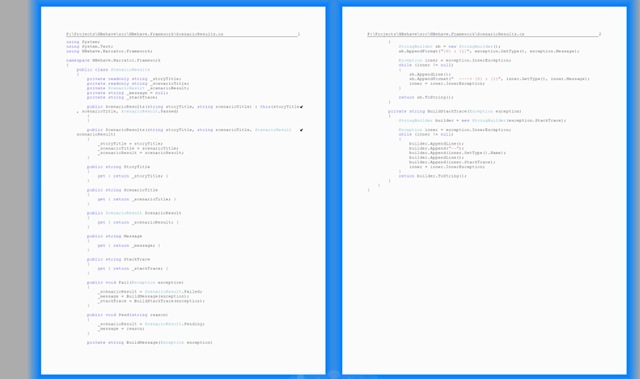 F:\Projects\NBehave\src\NBehave.Framework\ScenarioResults.cs 1
using System;
using System.Text;
using NBehave.Narrator.Framework;
namespace NBehave.Narrator.Framework
{
public class ScenarioResults
{
private readonly string _storyTitle;
private readonly string _scenarioTitle;
private ScenarioResult _scenarioResult;
private string _message = null;
private string _stackTrace;
public ScenarioResults(string storyTitle, string scenarioTitle) : this(storyTitle
, scenarioTitle, ScenarioResult.Passed)
{
}
public ScenarioResults(string storyTitle, string scenarioTitle, ScenarioResult
scenarioResult)
{
_storyTitle = storyTitle;
_scenarioTitle = scenarioTitle;
_scenarioResult = scenarioResult;
}
public string StoryTitle
{
get { return _storyTitle; }
}
public string ScenarioTitle
{
get { return _scenarioTitle; }
}
public ScenarioResult ScenarioResult
{
get { return _scenarioResult; }
}
public string Message
{
get { return _message; }
}
public string StackTrace
{
get { return _stackTrace; }
}
public void Fail(Exception exception)
{
_scenarioResult = ScenarioResult.Failed;
_message = BuildMessage(exception);
_stackTrace = BuildStackTrace(exception);
}
public void Pend(string reason)
{
_scenarioResult = ScenarioResult.Pending;
_message = reason;
}
private string BuildMessage(Exception exception)
F:\Projects\NBehave\src\NBehave.Framework\ScenarioResults.cs 2
{
StringBuilder sb = new StringBuilder();
sb.AppendFormat("{0} : {1}", exception.GetType(), exception.Message);
Exception inner = exception.InnerException;
while (inner != null)
{
sb.AppendLine();
sb.AppendFormat(" ----> {0} : {1}", inner.GetType(), inner.Message);
inner = inner.InnerException;
}
return sb.ToString();
}
private string BuildStackTrace(Exception exception)
{
StringBuilder builder = new StringBuilder(exception.StackTrace);
Exception inner = exception.InnerException;
while (inner != null)
{
builder.AppendLine();
builder.Append("--");
builder.Append(inner.GetType().Name);
builder.AppendLine();
builder.Append(inner.StackTrace);
inner = inner.InnerException;
}
return builder.ToString();
}
}
}